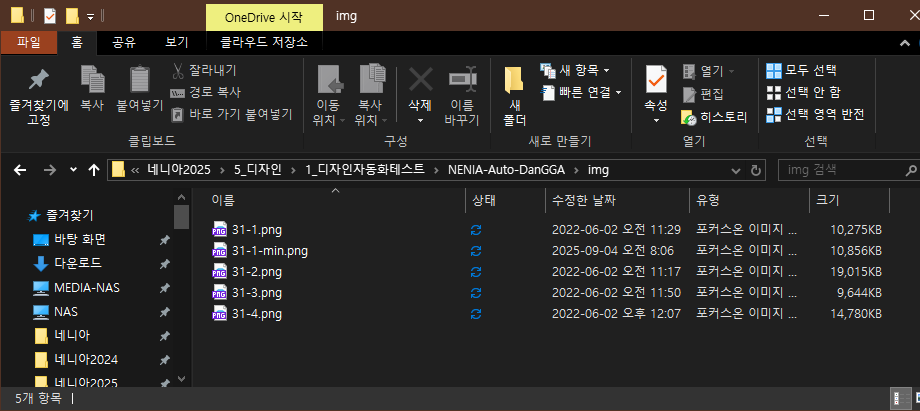 OneDrive 시작 img
파일 홈 공유 보기 클라우드 저장소
즐겨찾기에 고정
복사
붙여넣기
잘라내기
경로 복사
바로 가기 붙여넣기
클립보드
이동 위치
복사 위치
삭제
이름 바꾸기
구성
새 폴더
새 항목
빠른 연결
새로 만들기
속성
열기
편집
히스토리
열기
모두 선택
선택 안 함
선택 영역 반전
선택
« 네니아2025 > 5_디자인 > 1_디자인자동화테스트 > NENIA-Auto-DanGGA > img
img 검색
즐겨찾기
바탕 화면
다운로드
MEDIA-NAS
NAS
네니아
네니아2024
네니아2025
이름 상태 수정한 날짜 유형 크기
31-1.png 2022-06-02 오전 11:29 포커스온 이미지 ... 10,275KB
31-1-min.png 2025-09-04 오전 8:06 포커스온 이미지 ... 10,856KB
31-2.png 2022-06-02 오전 11:17 포커스온 이미지 ... 19,015KB
31-3.png 2022-06-02 오전 11:50 포커스온 이미지 ... 9,644KB
31-4.png 2022-06-02 오후 12:07 포커스온 이미지 ... 14,780KB
5개 항목